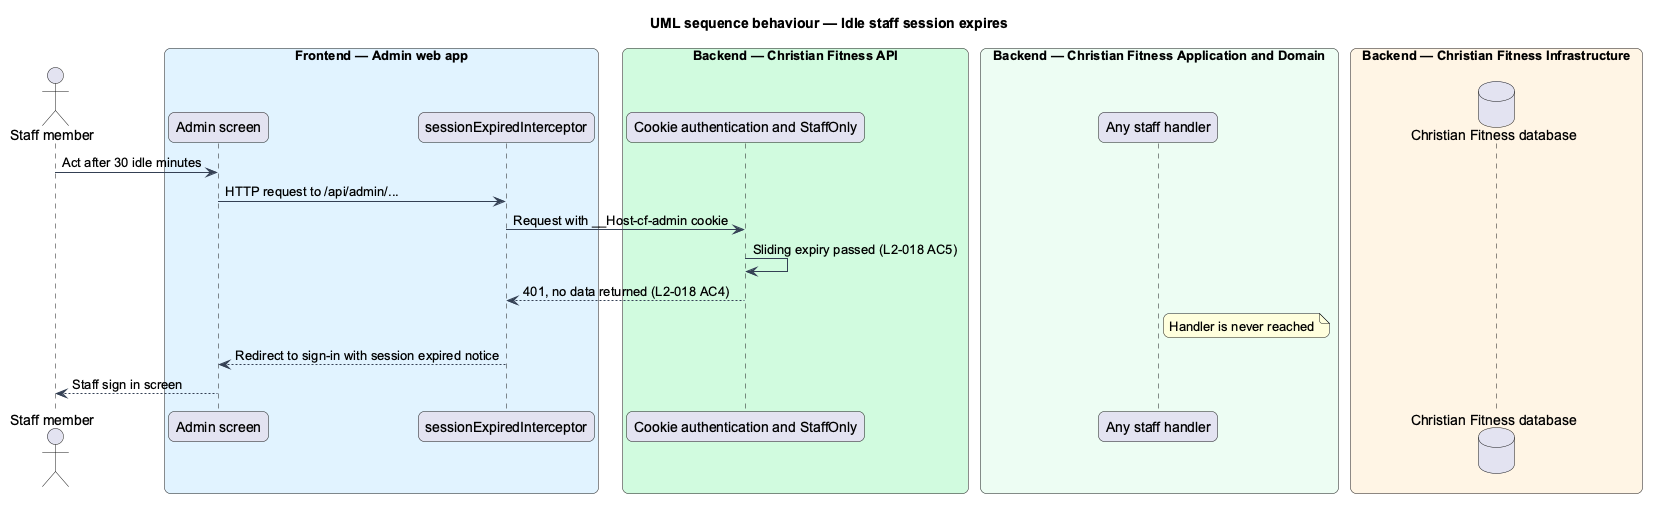 UML sequence behaviour — Idle staff session expires
Frontend — Admin web app
Backend — Christian Fitness API
Backend — Christian Fitness Application and Domain
Backend — Christian Fitness Infrastructure
Staff member
Admin screen
sessionExpiredInterceptor
Cookie authentication and StaffOnly
Any staff handler
Christian Fitness database
Act after 30 idle minutes
HTTP request to /api/admin/...
Request with __Host-cf-admin cookie
Sliding expiry passed (L2-018 AC5)
401, no data returned (L2-018 AC4)
Handler is never reached
Redirect to sign-in with session expired notice
Staff sign in screen
Staff member
Admin screen
sessionExpiredInterceptor
Cookie authentication and StaffOnly
Any staff handler
Christian Fitness database